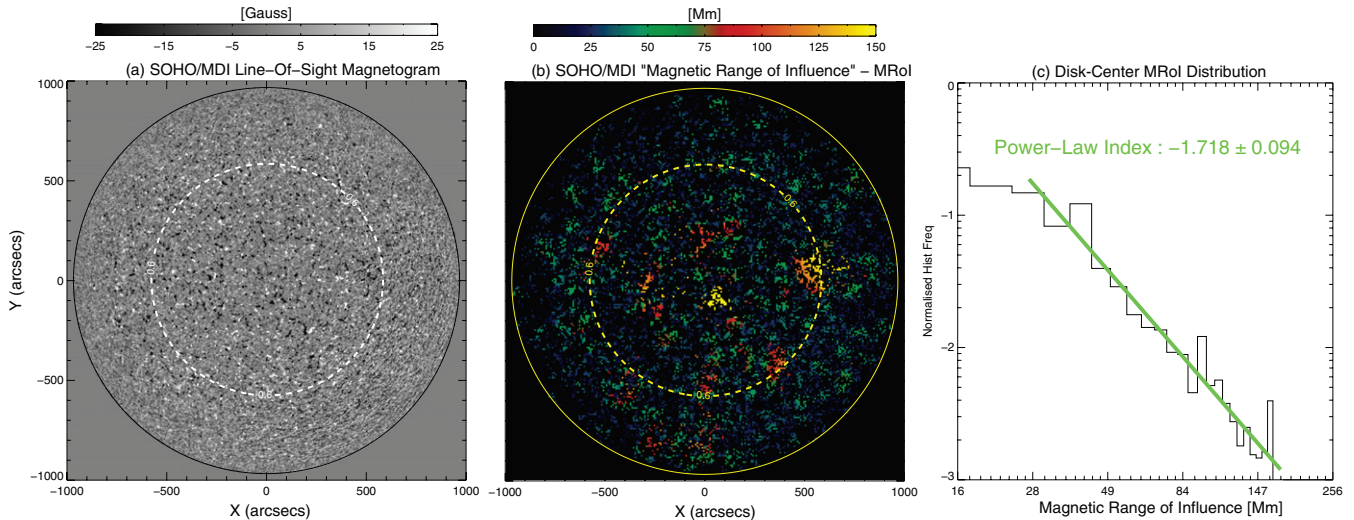 [Gauss]
−25 −15 −5 5 15 25
(a) SOHO/MDI Line−Of−Sight Magnetogram
1000
500
0
−500
−1000
Y (arcsecs)
0.6
0.6
0.6
−1000 −500 0 500 1000
X (arcsecs)
[Mm]
0 25 50 75 100 125 150
(b) SOHO/MDI "Magnetic Range of Influence" − MRoI
0.6
0.6
0.6
−1000 −500 0 500 1000
X (arcsecs)
(c) Disk-Center MRoI Distribution
0
−1
−2
−3
Normalised Hist Freq
Power−Law Index : −1.718 ± 0.094
16 28 49 84 147 256
Magnetic Range of Influence [Mm]